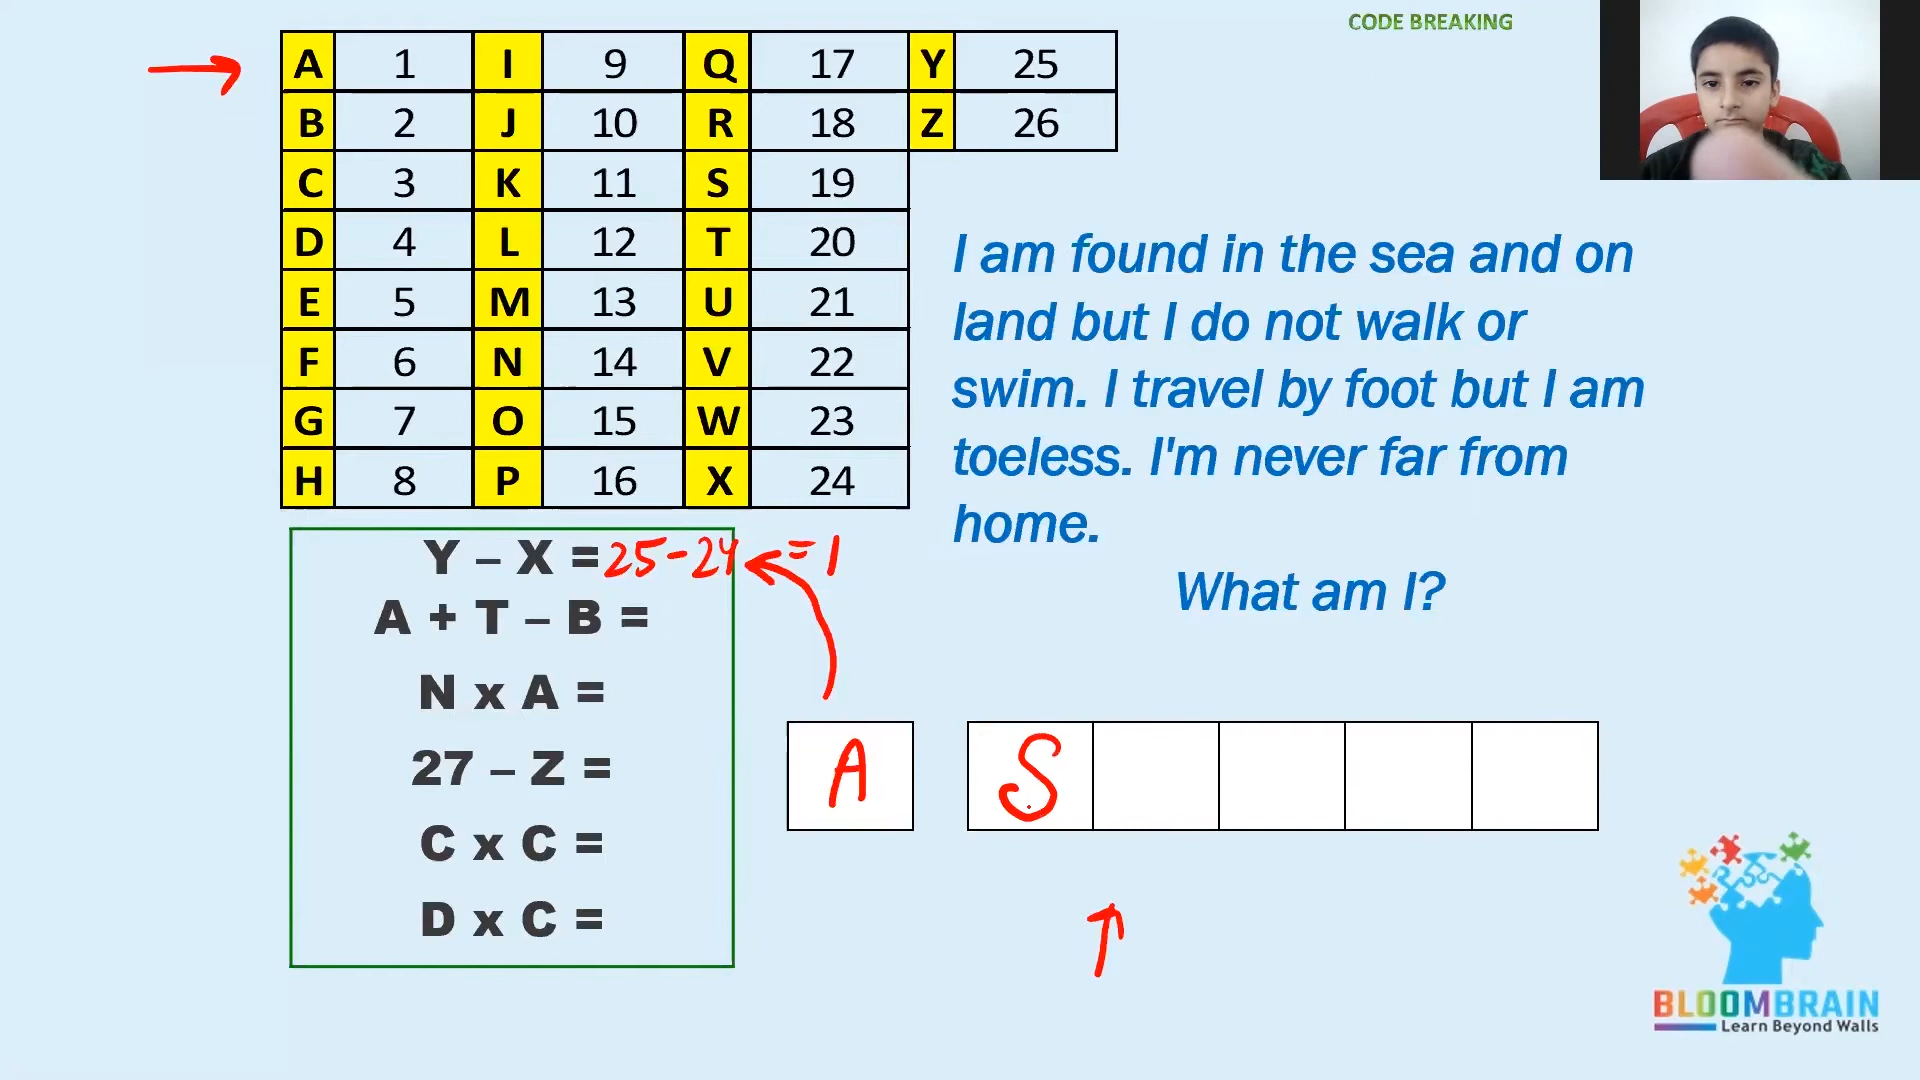 CODE BREAKING
A 1 I 9 Q 17 Y 25
B 2 J 10 R 18 Z 26
C 3 K 11 S 19
D 4 L 12 T 20
E 5 M 13 U 21
F 6 N 14 V 22
G 7 O 15 W 23
H 8 P 16 X 24
I am found in the sea and on
land but I do not walk or
swim. I travel by foot but I am
toeless. I'm never far from
home.
What am I?
Y – X = 25-24 = 1
A + T – B =
N x A =
27 – Z =
C x C =
D x C =
A S
BLOOMBRAIN
Learn Beyond Walls